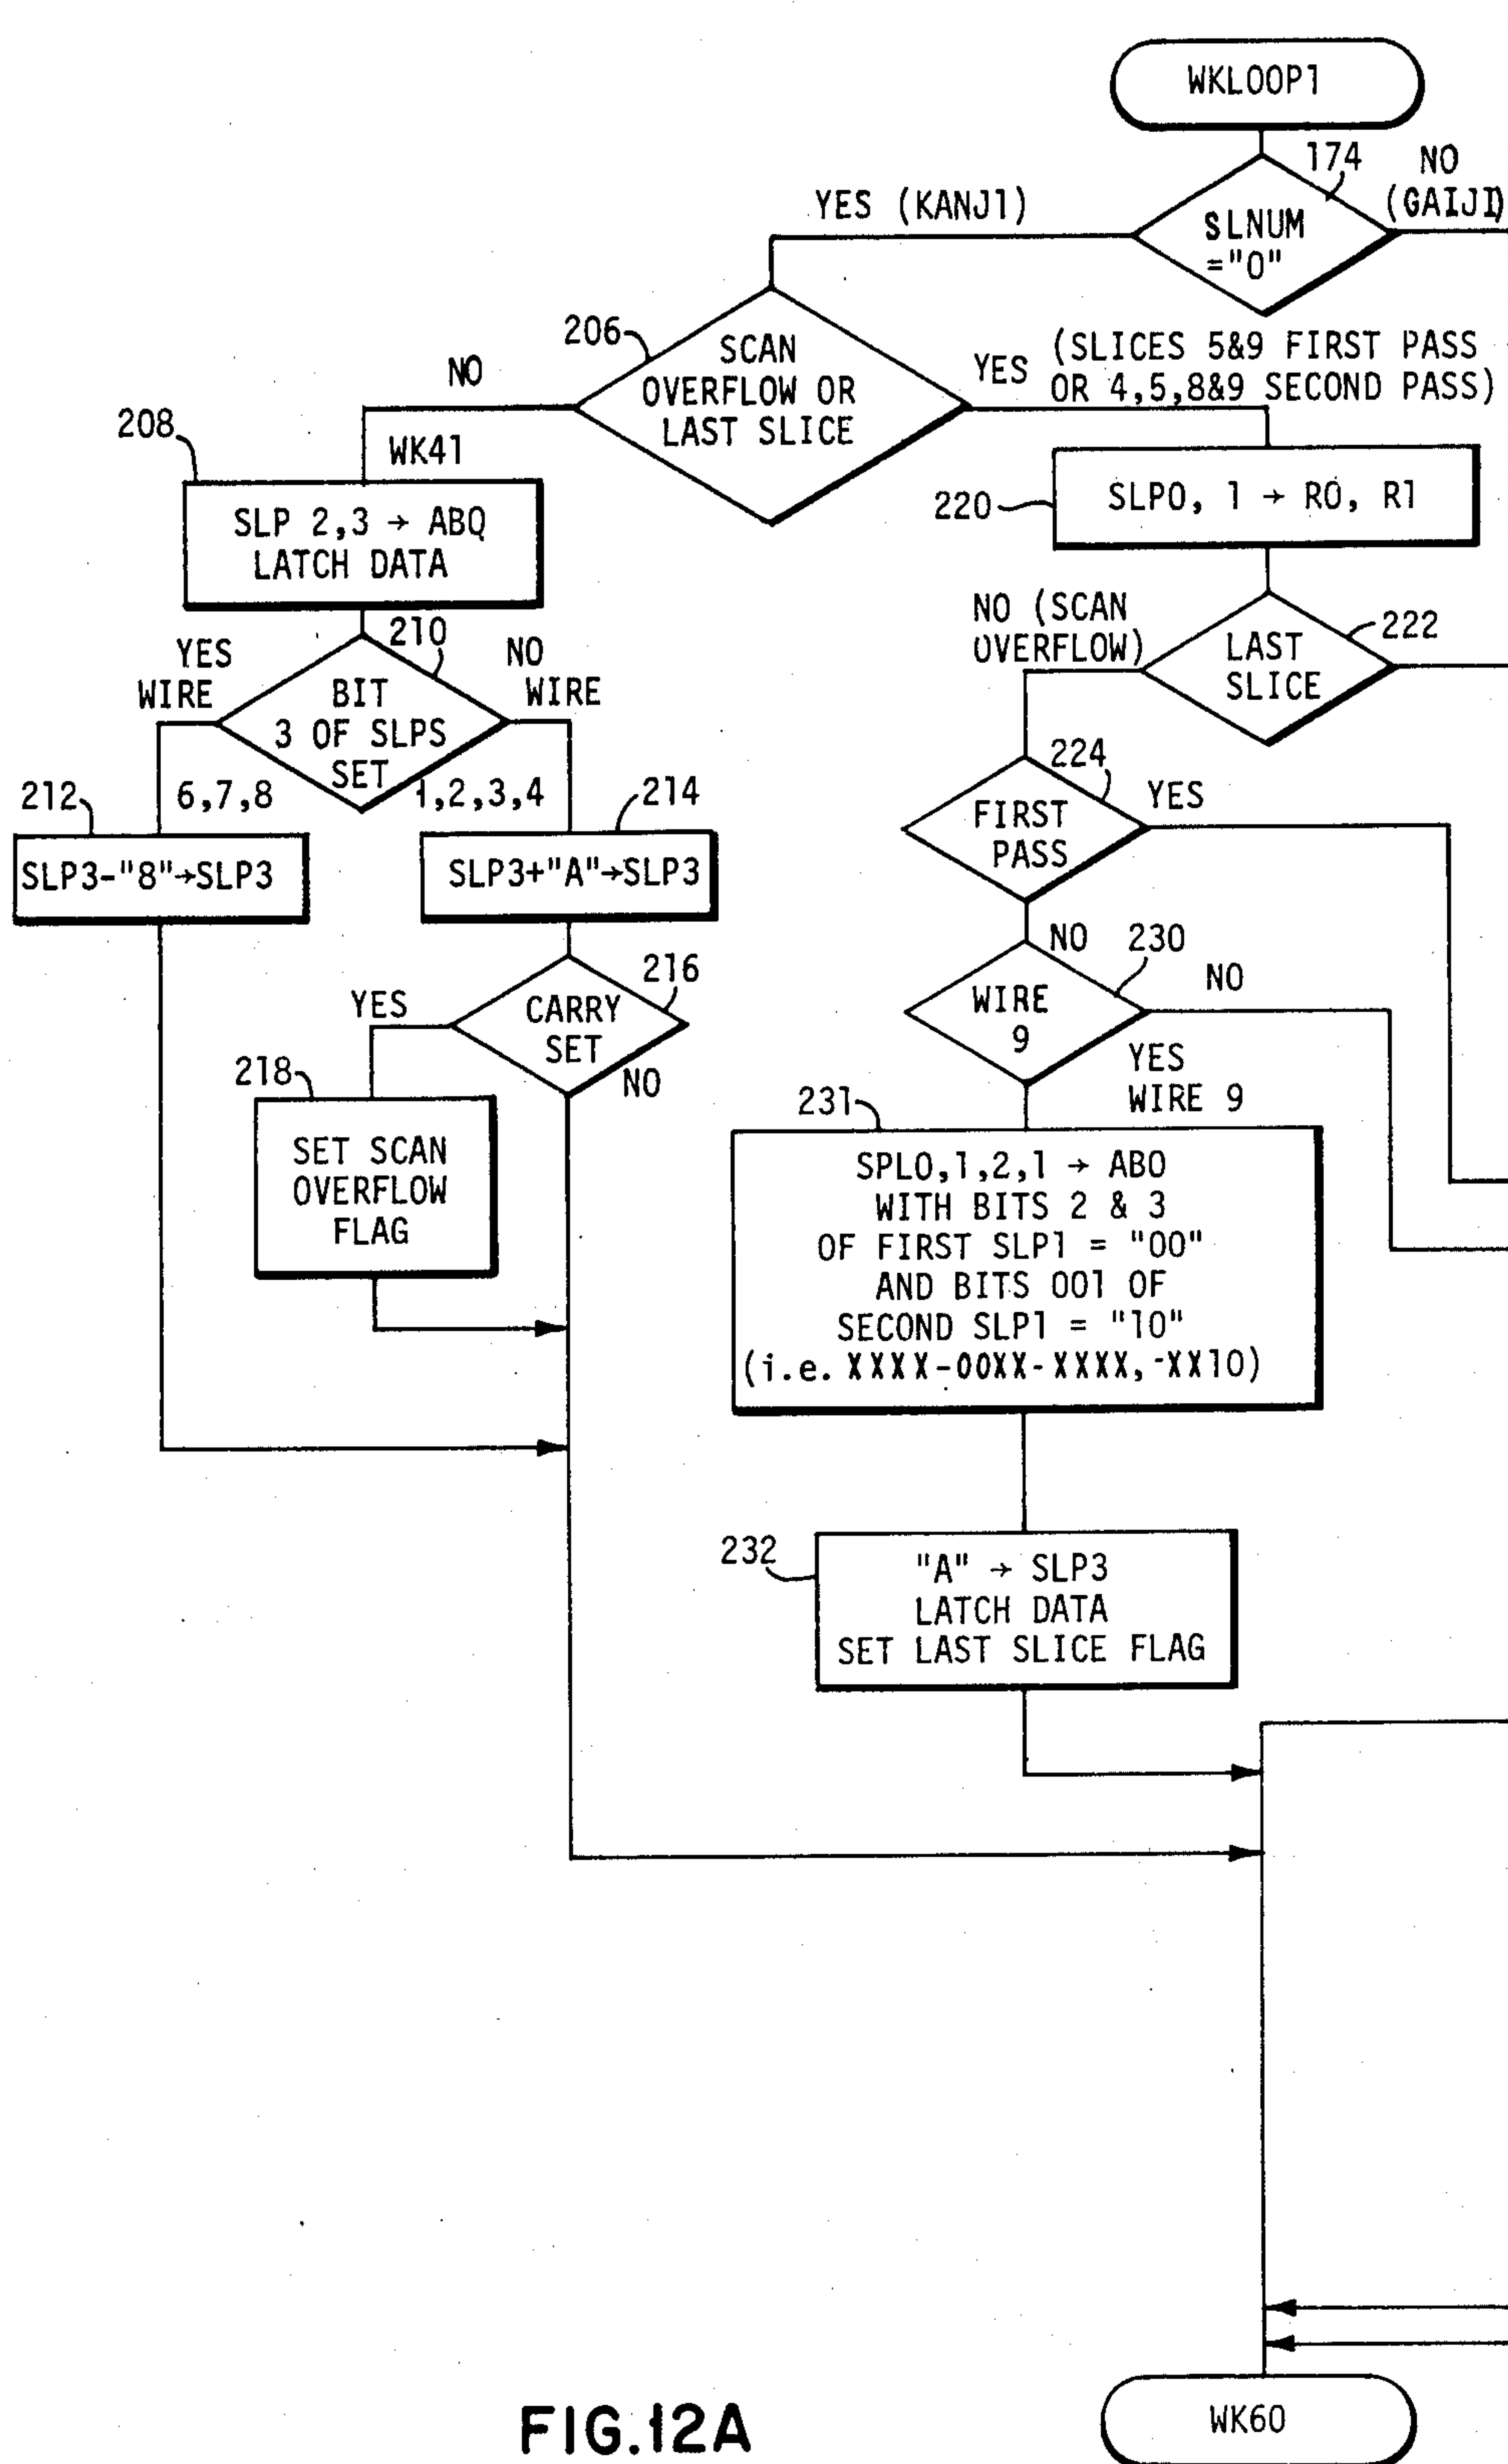 WKLOOP1
174
NO
(GAIJI)
YES (KANJI)
SLNUM
="0"
206
SCAN
OVERFLOW OR
LAST SLICE
NO
YES
(SLICES 5&9 FIRST PASS
OR 4,5,8&9 SECOND PASS)
208
WK41
SLP 2,3 → ABQ
LATCH DATA
220
SLP0, 1 → R0, R1
210
YES
WIRE
NO
WIRE
BIT
3 OF SLPS
SET
NO (SCAN
OVERFLOW)
LAST
SLICE
222
212
6,7,8
1,2,3,4
214
224
FIRST
PASS
YES
SLP3-"8"→SLP3
SLP3+"A"→SLP3
216
YES
CARRY
SET
NO
NO
230
WIRE
9
NO
YES
WIRE 9
218
SET SCAN
OVERFLOW
FLAG
231
SPL0,1,2,1 → ABO
WITH BITS 2 & 3
OF FIRST SLP1 = "00"
AND BITS 001 OF
SECOND SLP1 = "10"
(i.e. XXXX-00XX-XXXX,-XX10)
232
"A" → SLP3
LATCH DATA
SET LAST SLICE FLAG
WK60
FIG.12A